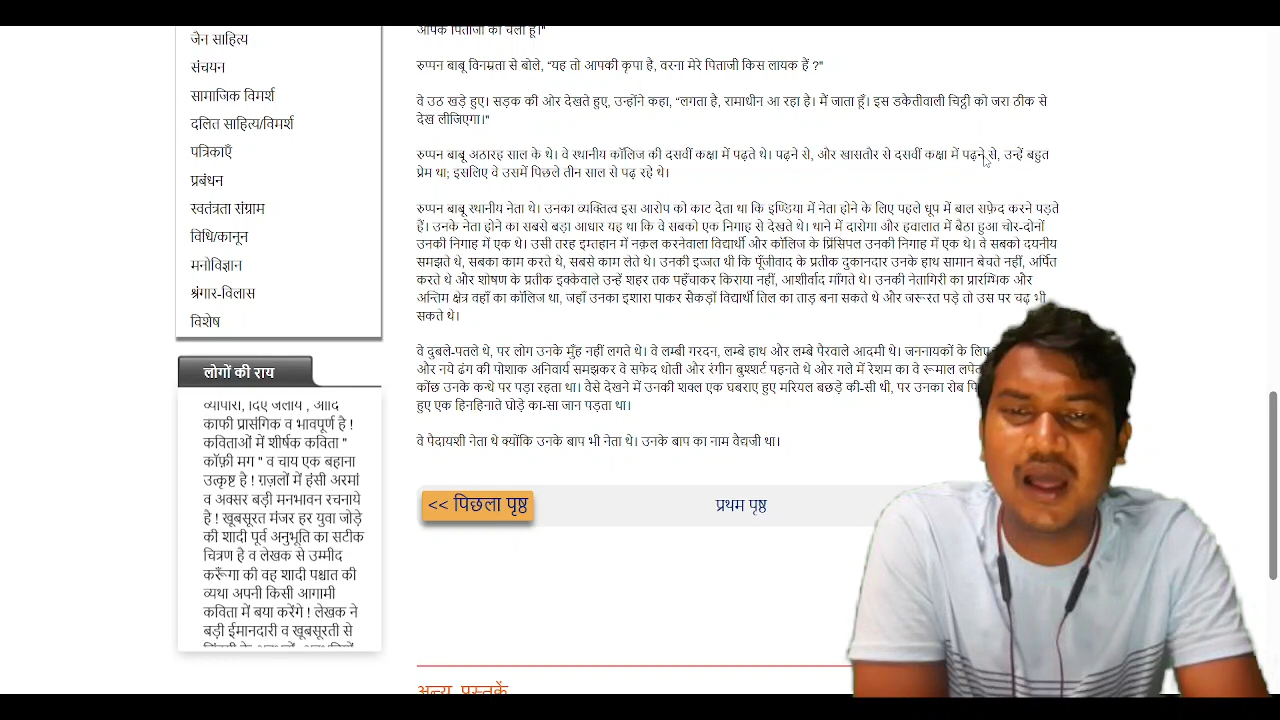 जैन साहित्य
संचयन
सामाजिक विमर्श
दलित साहित्य/विमर्श
पत्रिकाएँ
प्रबंधन
स्वतंत्रता संग्राम
विधि/कानून
मनोविज्ञान
श्रंगार-विलास
विशेष
लोगों की राय
काफी प्रासंगिक व भावपूर्ण है !
कविताओं में शीर्षक कविता "
कॉफ़ी मग " व चाय एक बहाना
उत्कृष्ट है ! ग़ज़लों में हंसी अरमां
व अक्सर बड़ी मनभावन रचनाये
है ! खूबसूरत मंजर हर युवा जोड़े
की शादी पूर्व अनुभूति का सटीक
चित्रण है व लेखक से उम्मीद
करूँगा की वह शादी पश्चात की
व्यथा अपनी किसी आगामी
कविता में बया करेंगे ! लेखक ने
बड़ी ईमानदारी व खूबसूरती से
आपके पिताजी का चेला हूँ।"
रुप्पन बाबू विनम्रता से बोले, "यह तो आपकी कृपा है, वरना मेरे पिताजी किस लायक हैं ?"
वे उठ खड़े हुए। सड़क की ओर देखते हुए, उन्होंने कहा, "लगता है, रामाधीन आ रहा है। मैं जाता हूँ। इस डकैतीवाली चिट्ठी को जरा ठीक से
देख लीजिएगा।"
रुप्पन बाबू अठारह साल के थे। वे स्थानीय कॉलिज की दसवीं कक्षा में पढ़ते थे। पढ़ने से, और खासतौर से दसवीं कक्षा में पढ़ने से, उन्हें बहुत
प्रेम था; इसलिए वे उसमें पिछले तीन साल से पढ़ रहे थे।
रुप्पन बाबू स्थानीय नेता थे। उनका व्यक्तित्व इस आरोप को काट देता था कि इण्डिया में नेता होने के लिए पहले धूप में बाल सफ़ेद करने पड़ते
हैं। उनके नेता होने का सबसे बड़ा आधार यह था कि वे सबको एक निगाह से देखते थे। थाने में दारोगा और हवालात में बैठा हुआ चोर-दोनों
उनकी निगाह में एक थे। उसी तरह इम्तहान में नक़ल करनेवाला विद्यार्थी और कॉलिज के प्रिंसिपल उनकी निगाह में एक थे। वे सबको दयनीय
समझते थे, सबका काम करते थे, सबसे काम लेते थे। उनकी इज्जत थी कि पूँजीवाद के प्रतीक दुकानदार उनके हाथ सामान बेचते नहीं, अर्पित
करते थे और शोषण के प्रतीक इक्केवाले उन्हें शहर तक पहुँचाकर किराया नहीं, आशीर्वाद माँगते थे। उनकी नेतागिरी का प्रारम्भिक और
अन्तिम क्षेत्र वहाँ का कॉलिज था, जहाँ उनका इशारा पाकर सैकड़ों विद्यार्थी तिल का ताड़ बना सकते थे और जरूरत पड़े तो उस पर चढ़ भी
सकते थे।
वे दुबले-पतले थे, पर लोग उनके मुँह नहीं लगते थे। वे लम्बी गरदन, लम्बे हाथ और लम्बे पैरवाले आदमी थे। जननायकों के लिए
और नये ढंग की पोशाक अनिवार्य समझकर वे सफेद धोती और रंगीन बुश्शर्ट पहनते थे और गले में रेशम का रूमाल
कोंछ उनके कन्धे पर पड़ा रहता था। वैसे देखने में उनकी शक्ल एक घबराए हुए मरियल बछड़े की-सी थी, पर उनका रोब
हुए एक हिनहिनाते घोड़े का-सा जान पड़ता था।
वे पैदायशी नेता थे क्योंकि उनके बाप भी नेता थे। उनके बाप का नाम वैद्यजी था।
<< पिछला पृष्ठ
प्रथम पृष्ठ
अन्य पुस्तकें